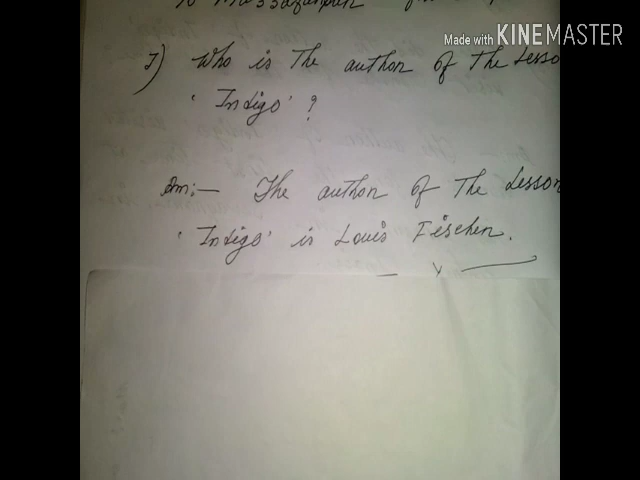 Made with KINEMASTER
7) Who is The author of The Lesso
'Indigo' ?
Ans:— The author of The Lesson
'Indigo' is Louis Fischer.